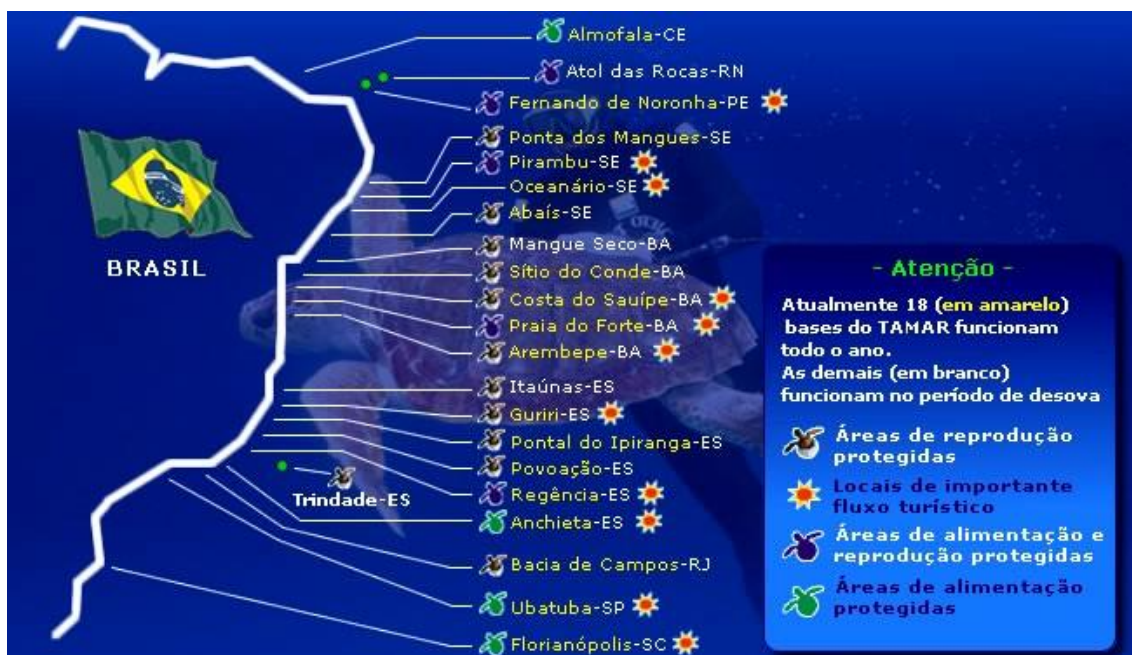 Almofala-CE
Atol das Rocas-RN
Fernando de Noronha-PE
Ponta dos Mangues-SE
Pirambu-SE
Oceanário-SE
Abaís-SE
Mangue Seco-BA
Sítio do Conde-BA
Costa do Sauípe-BA
Praia do Forte-BA
Arembepe-BA
Itaúnas-ES
Guriri-ES
Pontal do Ipiranga-ES
Povoação-ES
Regência-ES
Anchieta-ES
Bacia de Campos-RJ
Ubatuba-SP
Florianópolis-SC
BRASIL
Trindade-ES
- Atenção -
Atualmente 18 (em amarelo)
bases do TAMAR funcionam
todo o ano.
As demais (em branco)
funcionam no período de desova
Áreas de reprodução
protegidas
Locais de importante
fluxo turístico
Áreas de alimentação e
reprodução protegidas
Áreas de alimentação
protegidas